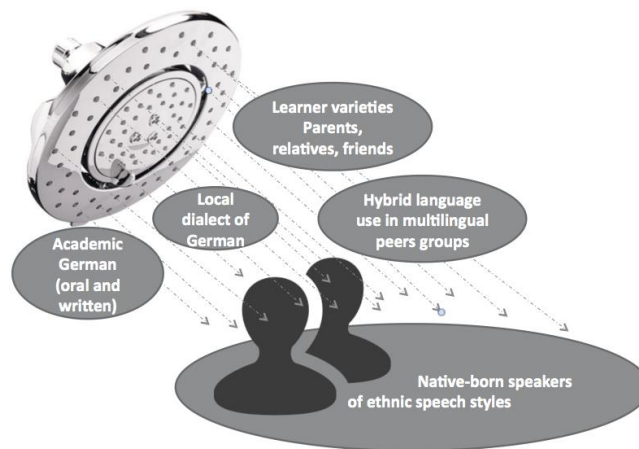 Learner varieties
Parents,
relatives, friends
Local
dialect of
German
Hybrid language
use in multilingual
peers groups
Academic
German
(oral and
written)
Native-born speakers
of ethnic speech styles